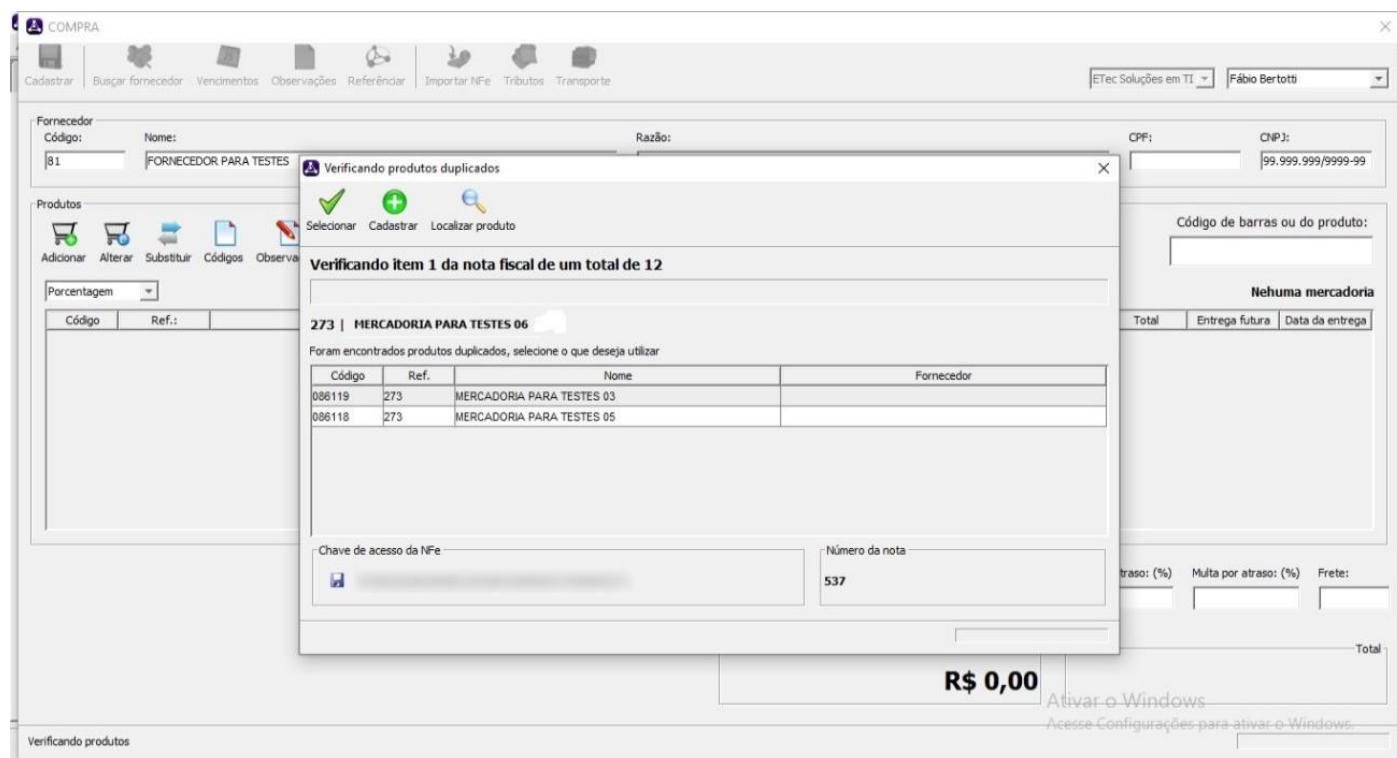 COMPRA
Cadastrar Buscar fornecedor Vencimentos Observações Referênciar Importar NFe Tributos Transporte
ETec Soluções em TI Fábio Bertotti
Fornecedor
Código: Nome: Razão: CPF: CNPJ:
81 FORNECEDOR PARA TESTES 99.999.999/9999-99
Verificando produtos duplicados
Selecionar Cadastrar Localizar produto
Produtos
Código de barras ou do produto:
Adicionar Alterar Substituir Códigos Observa
Verificando item 1 da nota fiscal de um total de 12
Porcentagem
Nehuma mercadoria
Código Ref.: Total Entrega futura Data da entrega
273 | MERCADORIA PARA TESTES 06
Foram encontrados produtos duplicados, selecione o que deseja utilizar
Código Ref. Nome Fornecedor
086119 273 MERCADORIA PARA TESTES 03
086118 273 MERCADORIA PARA TESTES 05
Chave de acesso da NFe Número da nota
537
traso: (%) Multa por atraso: (%) Frete:
Total
R$ 0,00
Ativar o Windows
Acesse Configurações para ativar o Windows.
Verificando produtos